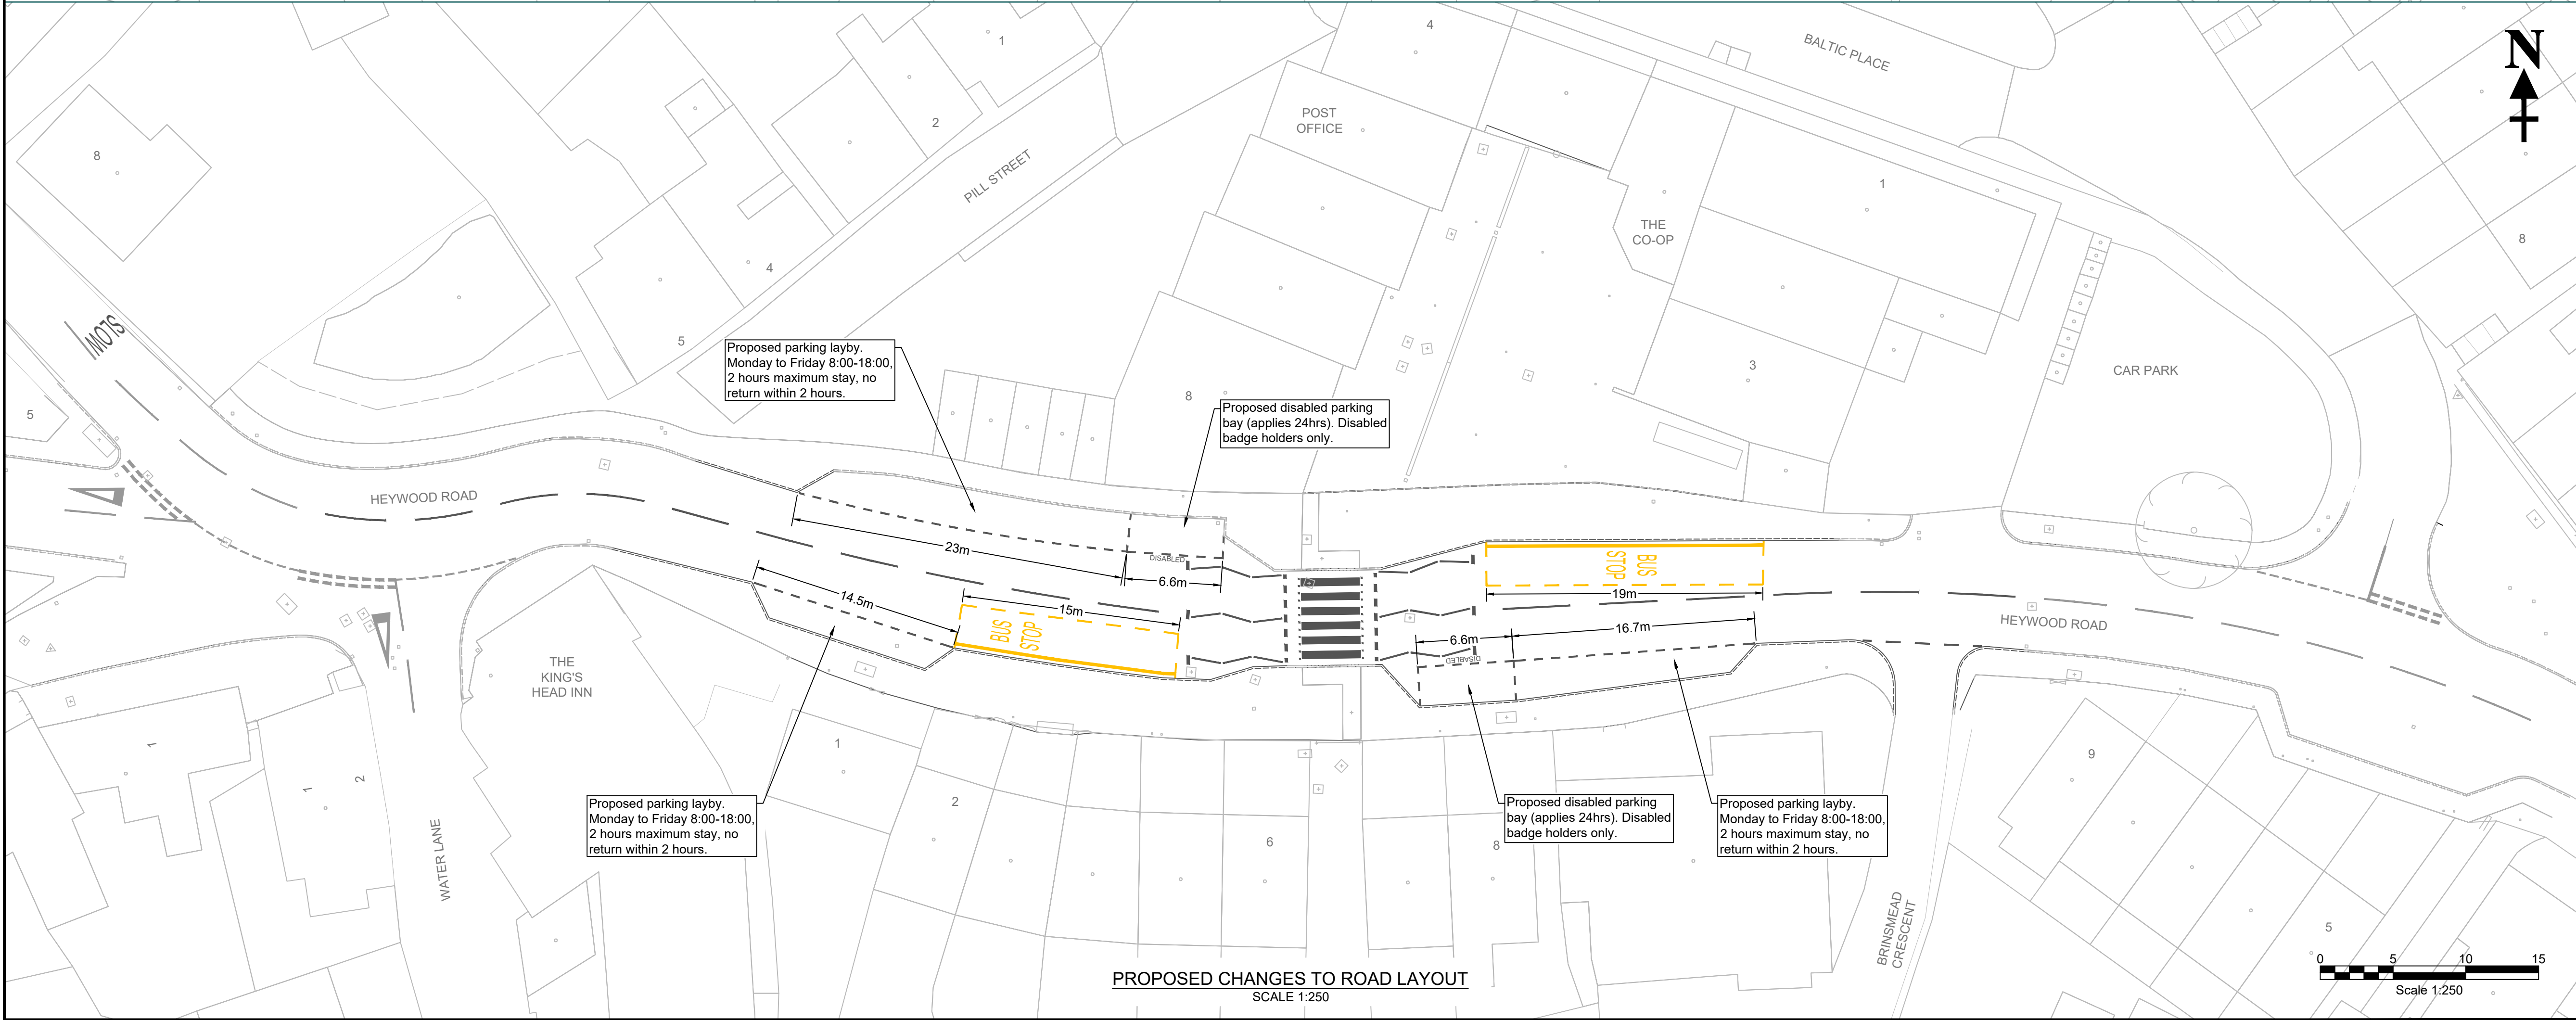 N
4
BALTIC PLACE
1
POST
OFFICE
2
8
PILL STREET
1
THE
CO-OP
8
4
SLOW
5
Proposed parking layby.
Monday to Friday 8:00-18:00,
2 hours maximum stay, no
return within 2 hours.
3
CAR PARK
8
5
Proposed disabled parking
bay (applies 24hrs). Disabled
badge holders only.
HEYWOOD ROAD
23m
DISABLED
6.6m
BUS
STOP
19m
14.5m
15m
BUS
STOP
6.6m
16.7m
DISABLED
HEYWOOD ROAD
THE
KING'S
HEAD INN
1
1
2
1
9
2
Proposed parking layby.
Monday to Friday 8:00-18:00,
2 hours maximum stay, no
return within 2 hours.
Proposed disabled parking
bay (applies 24hrs). Disabled
badge holders only.
Proposed parking layby.
Monday to Friday 8:00-18:00,
2 hours maximum stay, no
return within 2 hours.
6
8
WATER LANE
BRINSMEAD
CRESCENT
5
PROPOSED CHANGES TO ROAD LAYOUT
SCALE 1:250
0 5 10 15
Scale 1:250